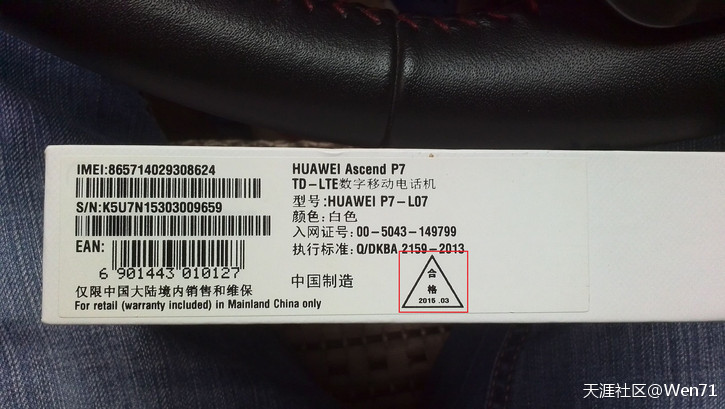 IMEI:865714029308624
S/N:K5U7N15303009659
EAN:
6 901443 010127
仅限中国大陆境内销售和维保
For retail (warranty included) in Mainland China only
HUAWEI Ascend P7
TD-LTE数字移动电话机
型号:HUAWEI P7-L07
颜色:白色
入网证号:00-5043-149799
执行标准:Q/DKBA 2159-2013
中国制造
合
格
2015.03
天涯社区@Wen71